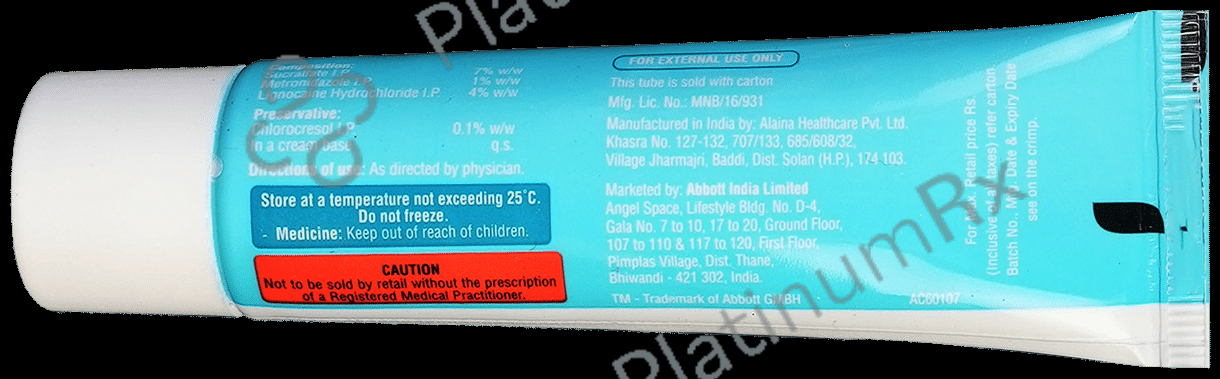 Composition:
Sucralfate I.P. 7% w/w
Metronidazole I.P. 1% w/w
Lignocaine Hydrochloride I.P. 4% w/w
Preservative:
Chlorocresol I.P. 0.1% w/w
In a cream base q.s.
Directions of use: As directed by physician.
Store at a temperature not exceeding 25°C.
Do not freeze.
- Medicine: Keep out of reach of children.
CAUTION
Not to be sold by retail without the prescription
of a Registered Medical Practitioner.
FOR EXTERNAL USE ONLY
This tube is sold with carton
Mfg. Lic. No.: MNB/16/931
Manufactured in India by: Alaina Healthcare Pvt. Ltd.
Khasra No. 127-132, 707/133, 685/608/32,
Village Jharmajri, Baddi, Dist. Solan (H.P.), 174 103.
Marketed by: Abbott India Limited
Angel Space, Lifestyle Bldg. No. D-4,
Gala No. 7 to 10, 17 to 20, Ground Floor,
107 to 110 & 117 to 120, First Floor,
Pimplas Village, Dist. Thane,
Bhiwandi - 421 302, India.
TM - Trademark of Abbott GMBH
AC60107
For Max. Retail price Rs.
(Inclusive of all taxes) refer carton.
Batch No., Mfg. Date & Expiry Date
see on the crimp.
PlatinumRx